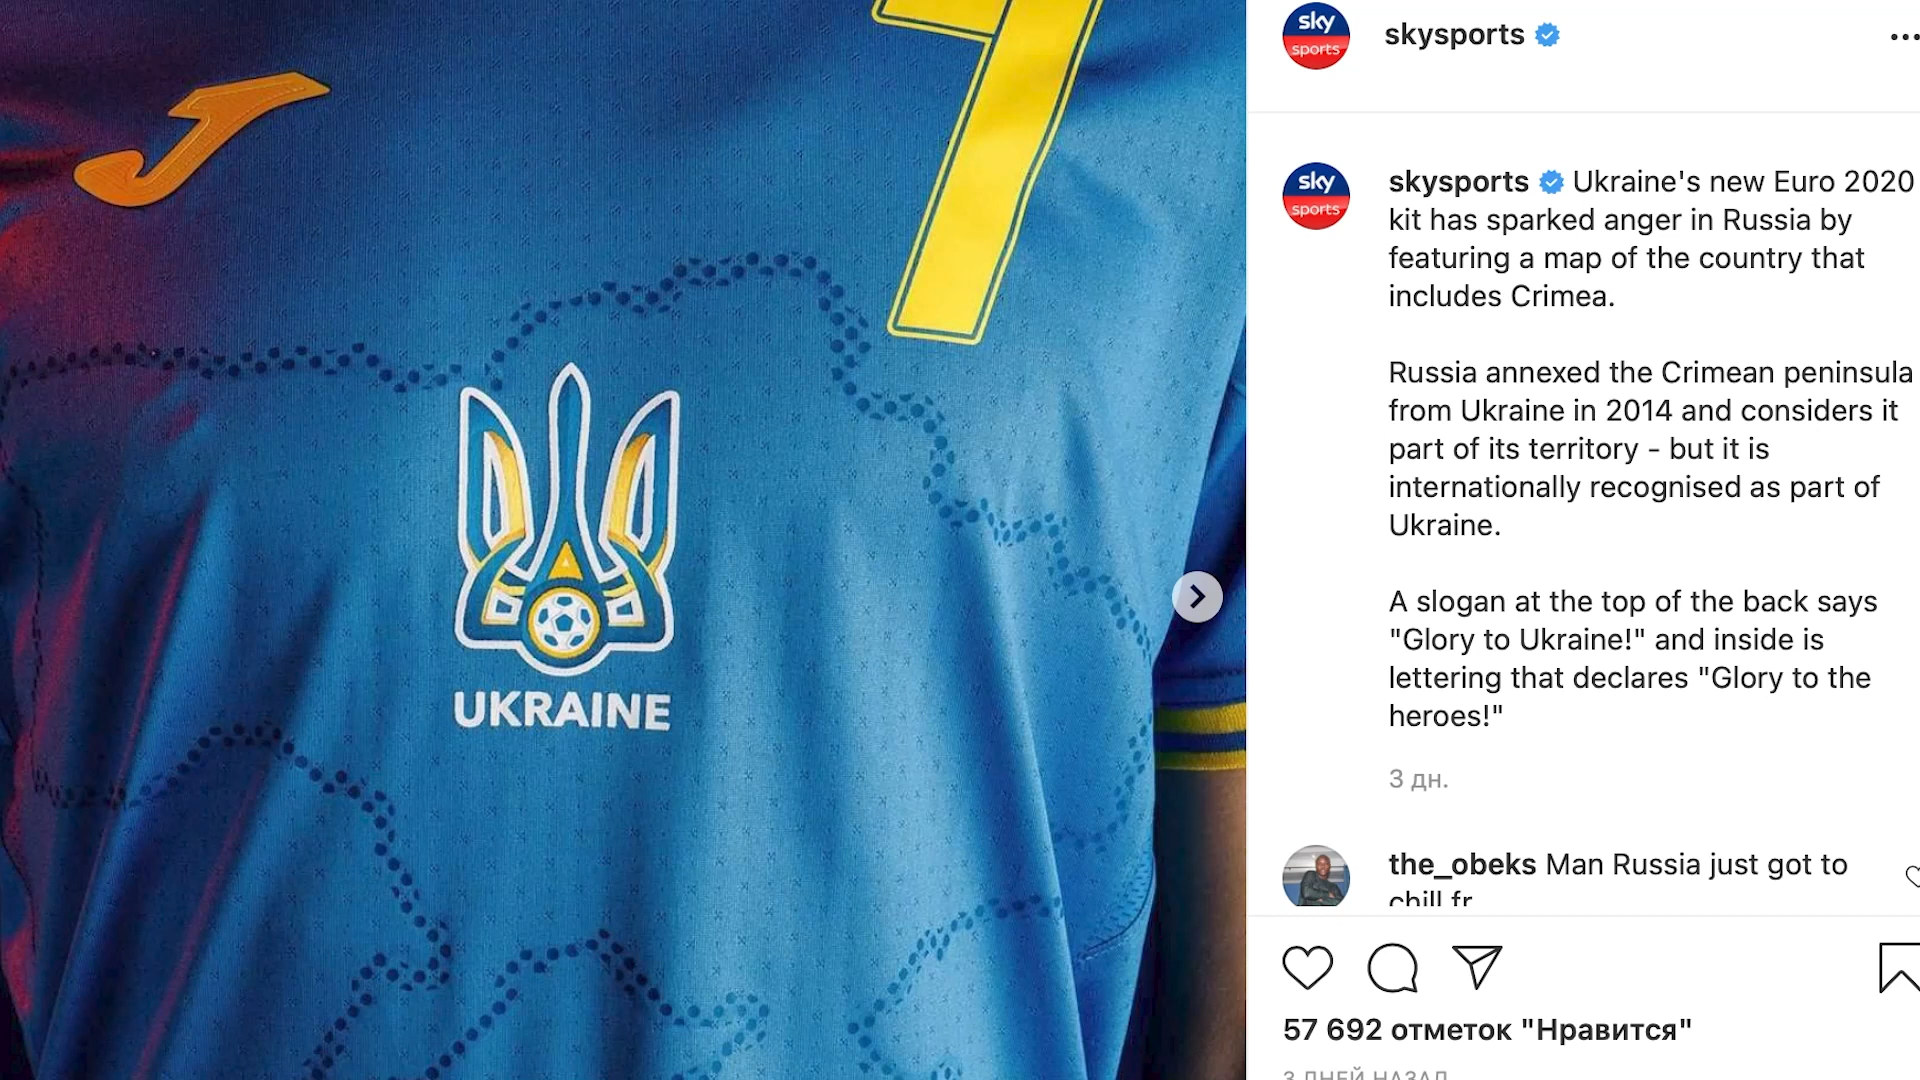 7
UKRAINE
sky
sports
skysports
sky
sports
skysports Ukraine's new Euro 2020
kit has sparked anger in Russia by
featuring a map of the country that
includes Crimea.
Russia annexed the Crimean peninsula
from Ukraine in 2014 and considers it
part of its territory - but it is
internationally recognised as part of
Ukraine.
A slogan at the top of the back says
"Glory to Ukraine!" and inside is
lettering that declares "Glory to the
heroes!"
3 дн.
the_obeks Man Russia just got to
chill fr
57 692 отметок "Нравится"
3 ДНЕЙ НАЗАД